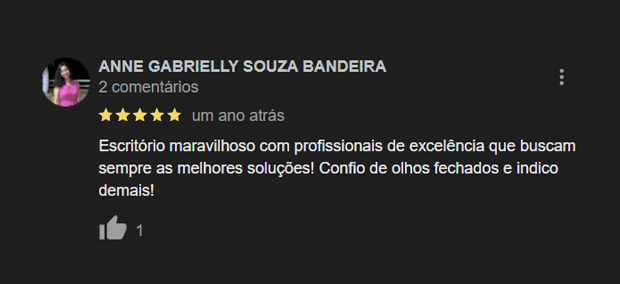 ANNE GABRIELLY SOUZA BANDEIRA
2 comentários
um ano atrás
Escritório maravilhoso com profissionais de excelência que buscam
sempre as melhores soluções! Confio de olhos fechados e indico
demais!
1